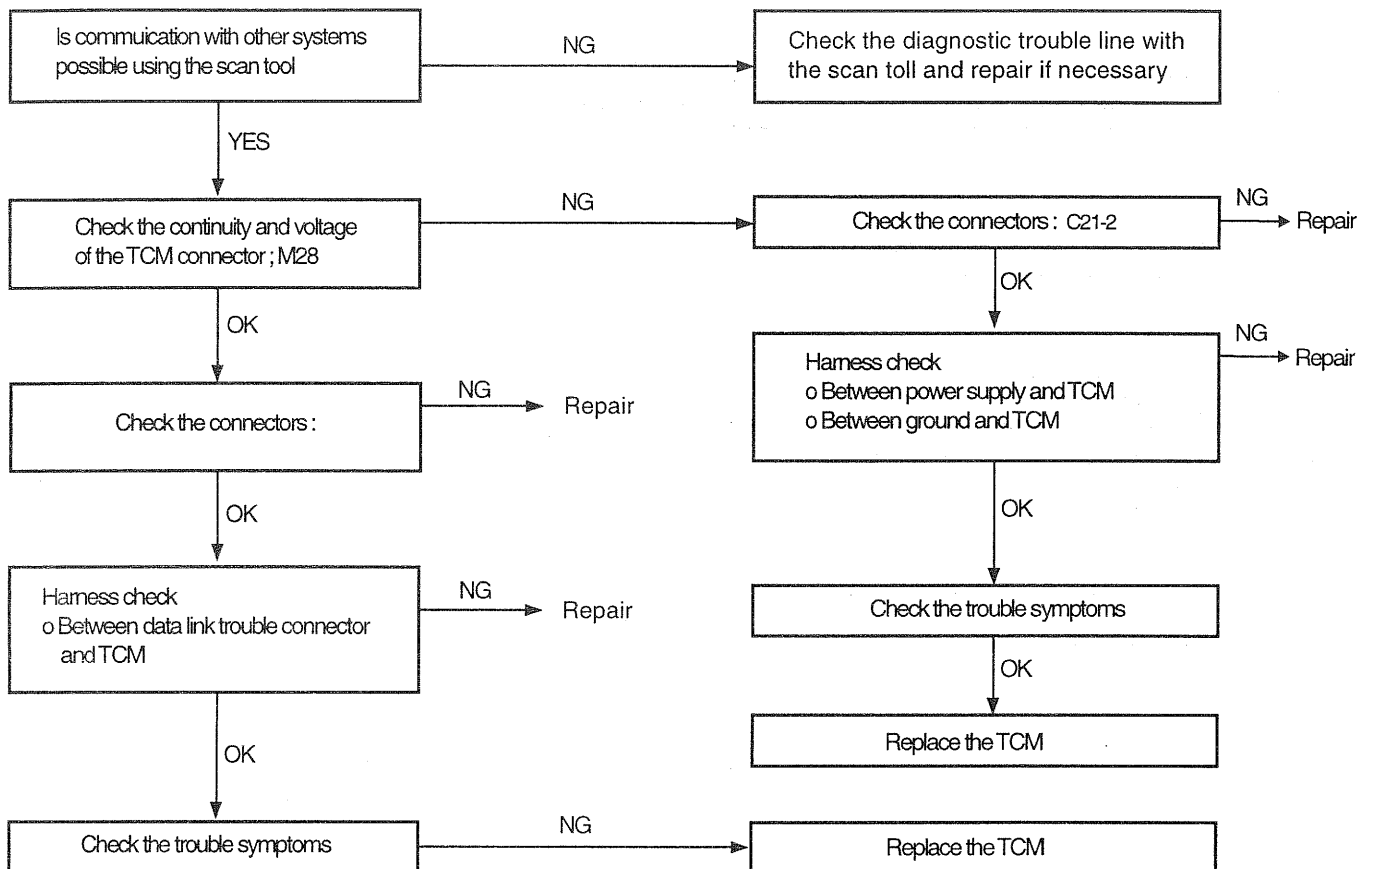 Is commuication with other systems
possible using the scan tool
NG
Check the diagnostic trouble line with
the scan toll and repair if necessary
YES
Check the continuity and voltage
of the TCM connector ; M28
NG
Check the connectors : C21-2
NG
Repair
OK
OK
Harness check
o Between power supply and TCM
o Between ground and TCM
NG
Repair
Check the connectors :
NG
Repair
OK
OK
Harness check
o Between data link trouble connector
and TCM
NG
Repair
Check the trouble symptoms
OK
OK
Replace the TCM
Check the trouble symptoms
NG
Replace the TCM